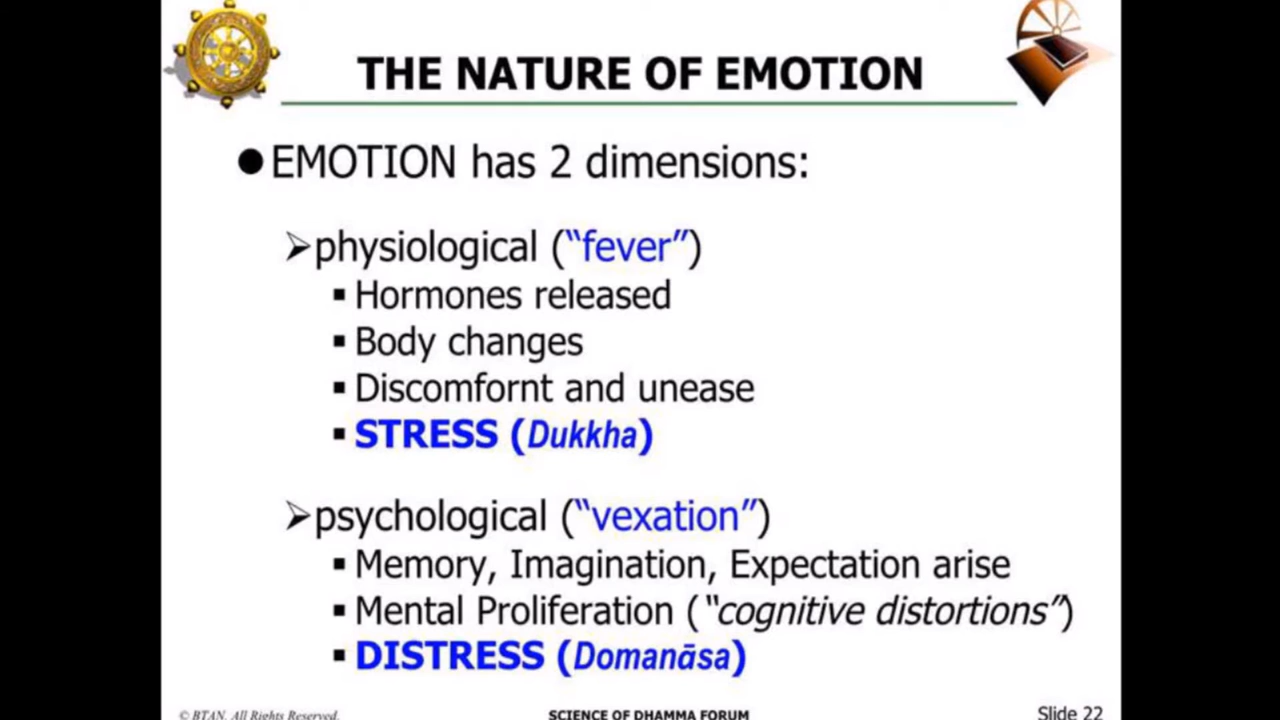 THE NATURE OF EMOTION
●EMOTION has 2 dimensions:
➢physiological (“fever”)
▪Hormones released
▪Body changes
▪Discomfornt and unease
▪STRESS (Dukkha)
➢psychological (“vexation”)
▪Memory, Imagination, Expectation arise
▪Mental Proliferation (“cognitive distortions”)
▪DISTRESS (Domanāsa)
© BTAN. All Rights Reserved. SCIENCE OF DHAMMA FORUM Slide 22